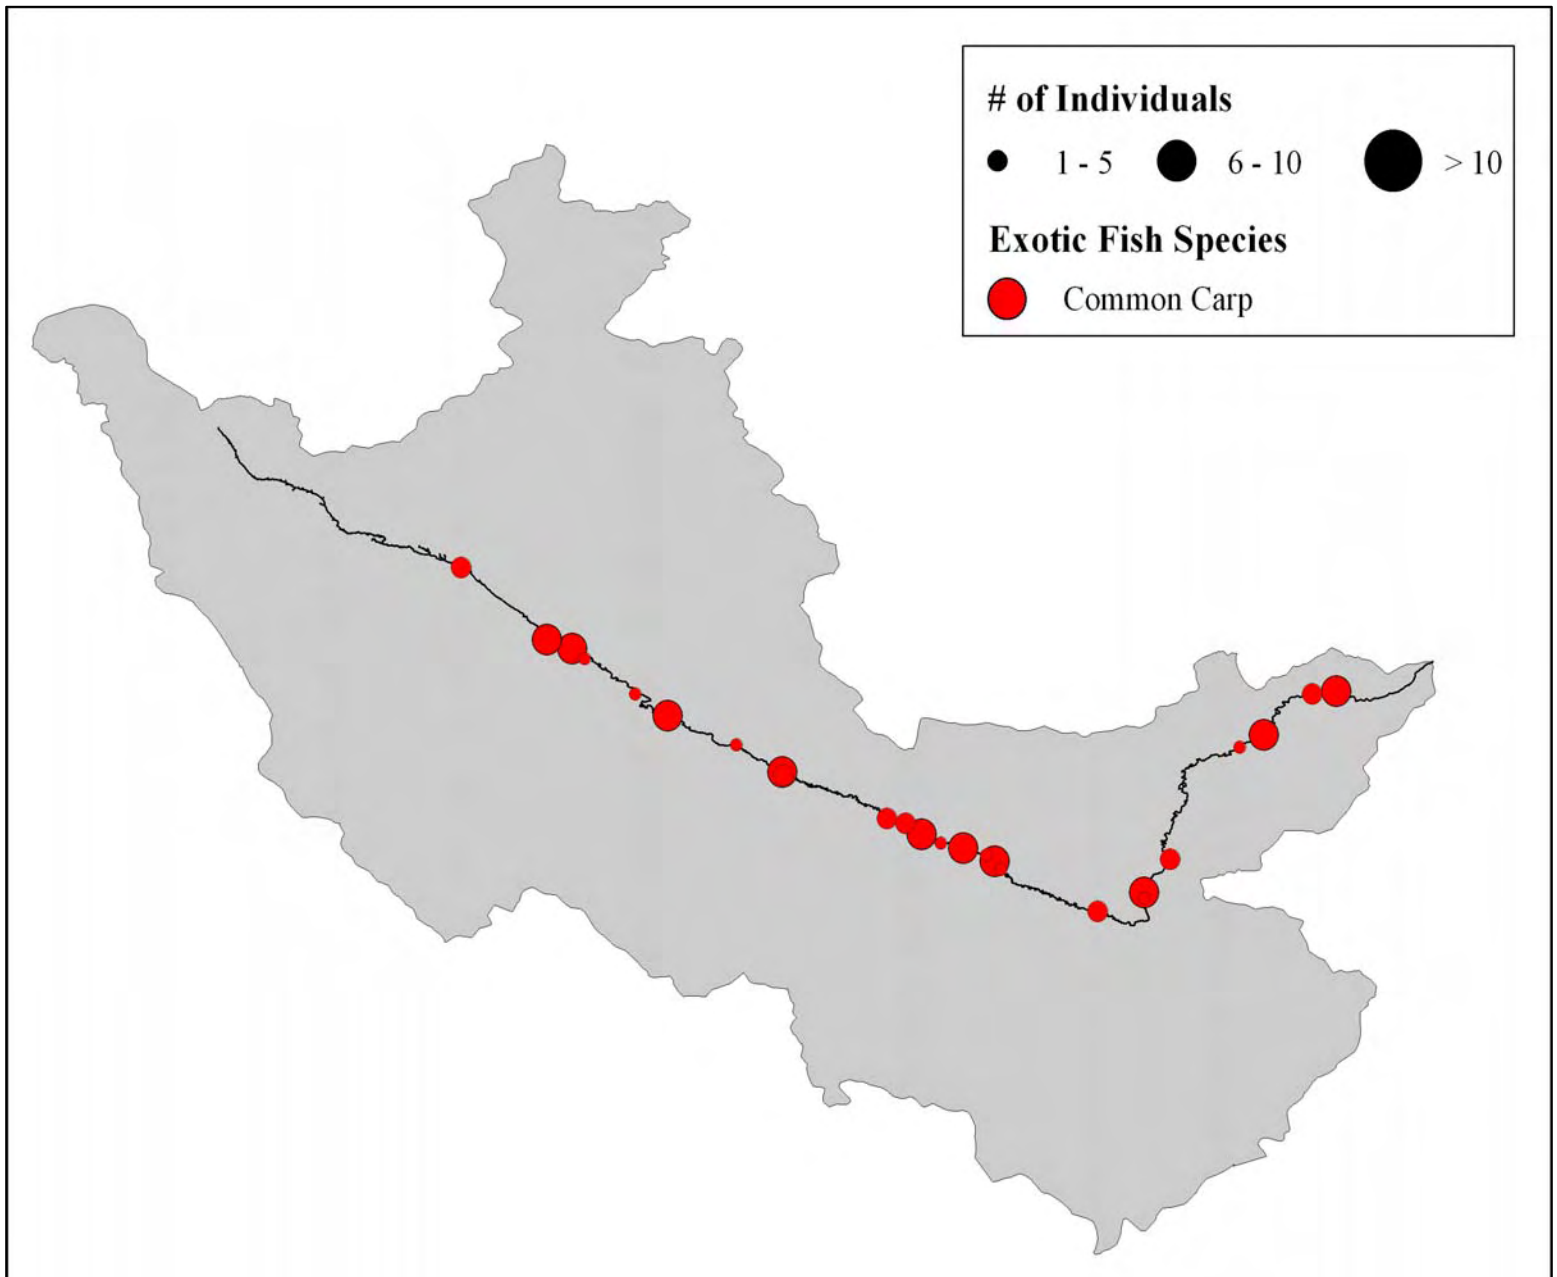 # of Individuals
1 - 5 6 - 10 > 10
Exotic Fish Species
Common Carp